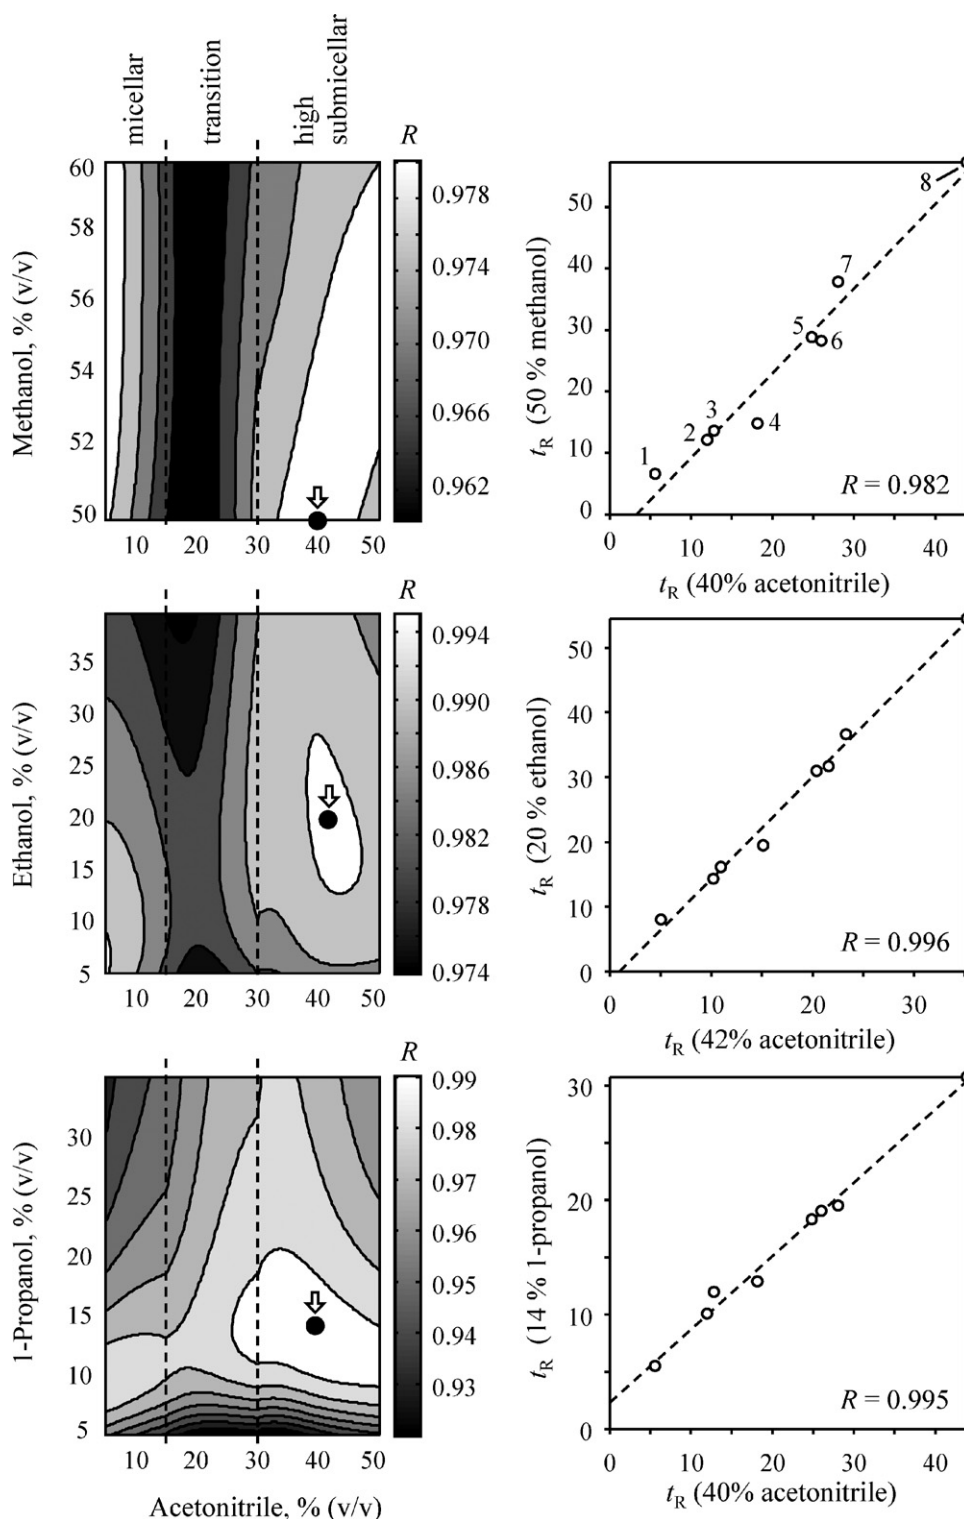 micellar
transition
high
submicellar
R
60
58
56
54
52
50
Methanol, % (v/v)
10 20 30 40 50
0.978
0.974
0.970
0.966
0.962
50
40
30
20
10
0
tR (50 % methanol)
1
2
3
4
5
6
7
8
R = 0.982
0 10 20 30 40
tR (40% acetonitrile)
R
35
30
25
20
15
10
5
Ethanol, % (v/v)
10 20 30 40 50
0.994
0.990
0.986
0.982
0.978
0.974
50
40
30
20
10
0
tR (20 % ethanol)
R = 0.996
0 10 20 30
tR (42% acetonitrile)
R
30
25
20
15
10
5
1-Propanol, % (v/v)
10 20 30 40 50
Acetonitrile, % (v/v)
0.99
0.98
0.97
0.96
0.95
0.94
0.93
30
20
10
0
tR (14 % 1-propanol)
R = 0.995
0 10 20 30 40
tR (40% acetonitrile)